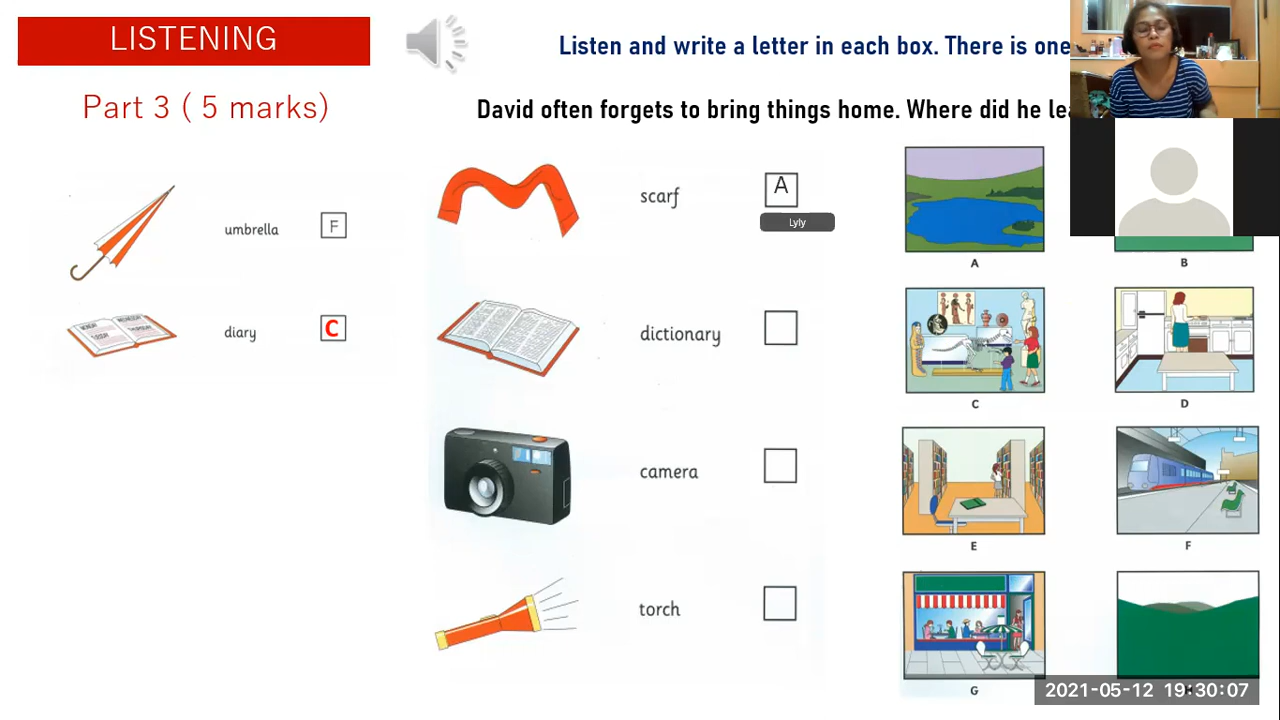 LISTENING
Listen and write a letter in each box. There is one
Part 3 ( 5 marks)
David often forgets to bring things home. Where did he
umbrella F
diary C
scarf A
Lyly
dictionary
camera
torch
A
B
C
D
E
F
G
2021-05-12 19:30:07